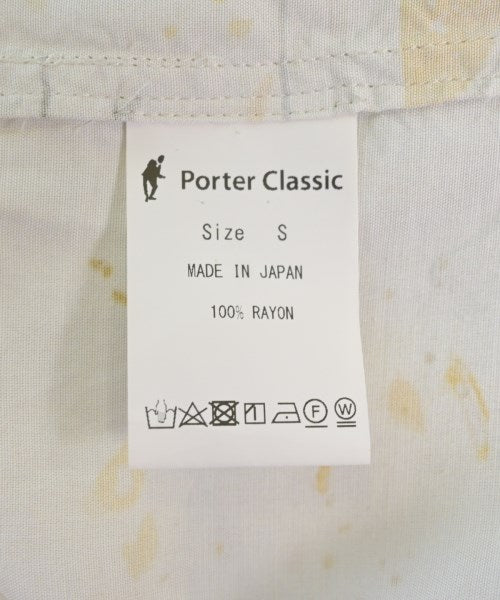 Porter Classic
Size S
MADE IN JAPAN
100% RAYON
F W